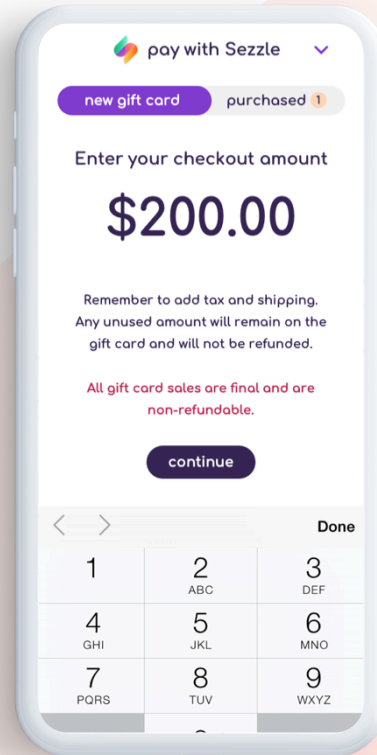 pay with Sezzle
new gift card purchased 1
Enter your checkout amount
$200.00
Remember to add tax and shipping.
Any unused amount will remain on the
gift card and will not be refunded.
All gift card sales are final and are
non-refundable.
continue
Done
1 2 3
ABC DEF
4 5 6
GHI JKL MNO
7 8 9
PQRS TUV WXYZ